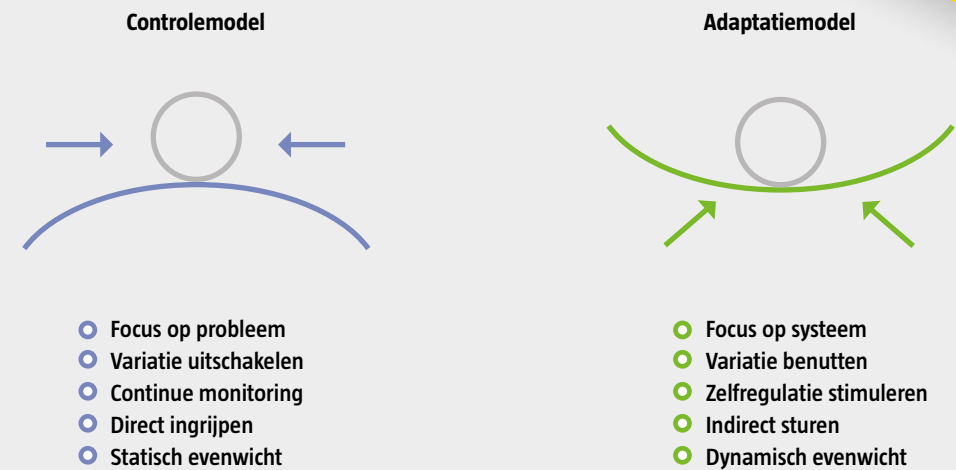 Controlemodel
Focus op probleem
Variatie uitschakelen
Continue monitoring
Direct ingrijpen
Statisch evenwicht
Adaptatiemodel
Focus op systeem
Variatie benutten
Zelfregulatie stimuleren
Indirect sturen
Dynamisch evenwicht